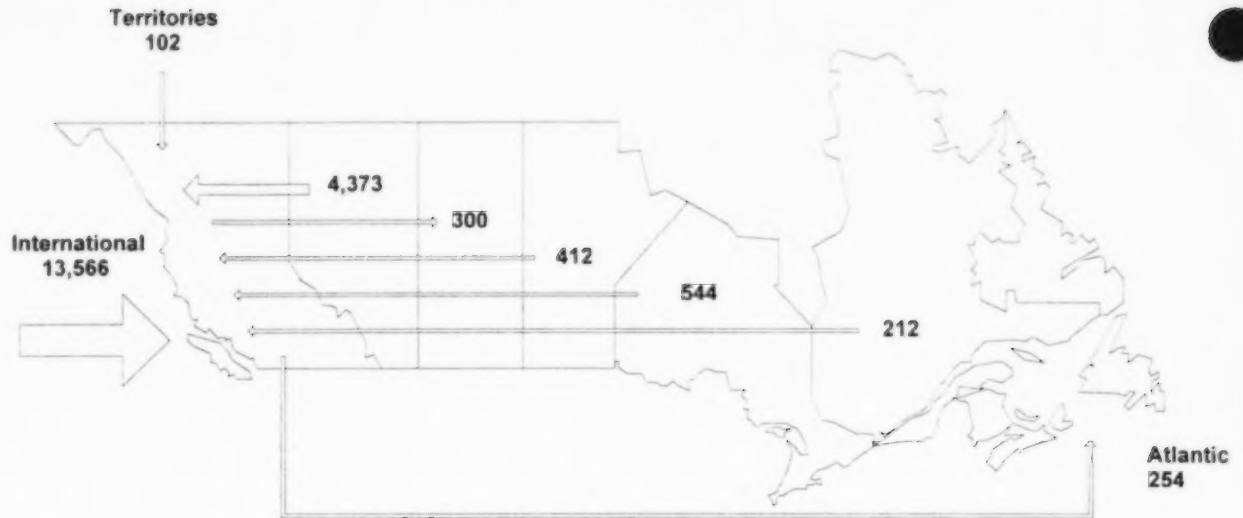 Territories
102
4,373
300
International
13,566
412
544
212
Atlantic
254